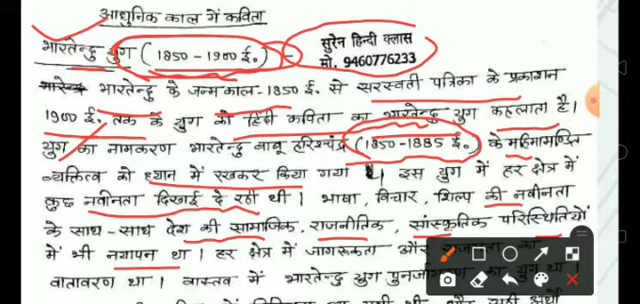 आधुनिक काल में कविता
भारतेन्दु युग (1850-1900 ई.) -
सुरेन हिन्दी क्लास
मो. 9460776233
भारतेन्दु के जन्मकाल-1850 ई. से सरस्वती पत्रिका के प्रकाशन
1900 ई. तक के युग को हिंदी कविता का भारतेन्दु युग कहलाता है।
युग का नामकरण भारतेन्दु बाबू हरिश्चंद्र (1850-1885 ई.) के महिमामण्डित
व्यक्तित्व को ध्यान में रखकर किया गया। इस युग में हर क्षेत्र में
कुछ नवीनता दिखाई दे रही थी। भाषा, विचार, शिल्प की नवीनता
के साथ-साथ देश की सामाजिक, राजनीतिक, सांस्कृतिक परिस्थितियों
में भी नयापन था। हर क्षेत्र में जागरूकता और
वातावरण था। वास्तव में भारतेन्दु युग